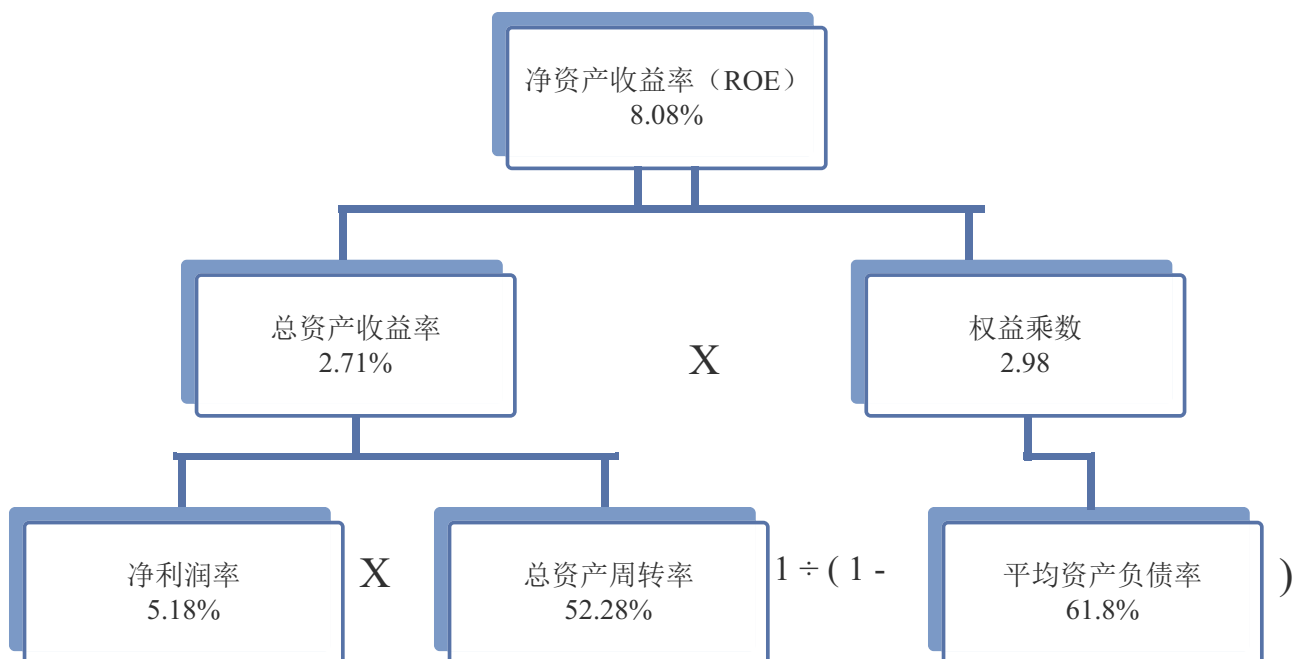 净资产收益率（ROE）
8.08%
总资产收益率
2.71%
X
权益乘数
2.98
净利润率
5.18%
X
总资产周转率
52.28%
1 ÷ ( 1 -
平均资产负债率
61.8%
)